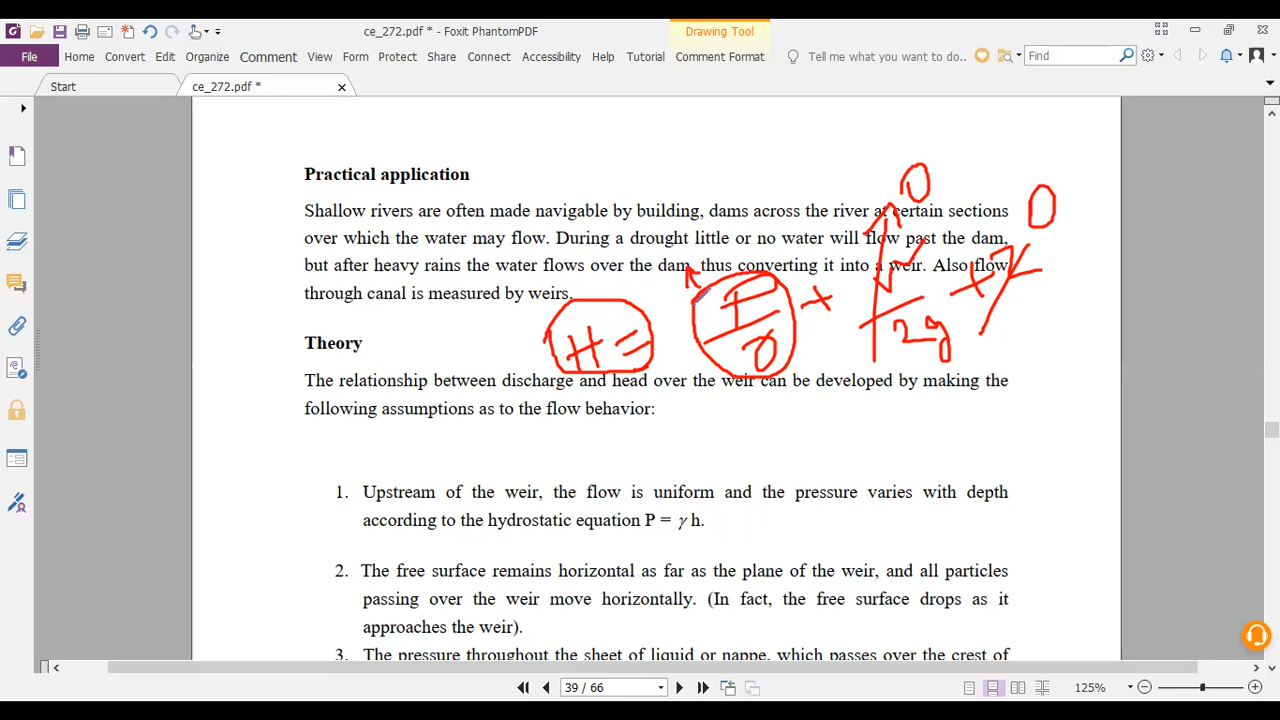 ce_272.pdf * - Foxit PhantomPDF
Drawing Tool
File Home Convert Edit Organize Comment View Form Protect Share Connect Accessibility Help Tutorial Comment Format Tell me what you want to do.. Find
Start
ce_272.pdf *
Practical application
Shallow rivers are often made navigable by building, dams across the river at certain sections
over which the water may flow. During a drought little or no water will flow past the dam,
but after heavy rains the water flows over the dam, thus converting it into a weir. Also flow
through canal is measured by weirs.
H = P/γ + V²/2g + Z
0
0
Theory
The relationship between discharge and head over the weir can be developed by making the
following assumptions as to the flow behavior:
1. Upstream of the weir, the flow is uniform and the pressure varies with depth
according to the hydrostatic equation P = γ h.
2. The free surface remains horizontal as far as the plane of the weir, and all particles
passing over the weir move horizontally. (In fact, the free surface drops as it
approaches the weir).
3. The pressure throughout the sheet of liquid or nappe, which passes over the crest of
39 / 66
125%